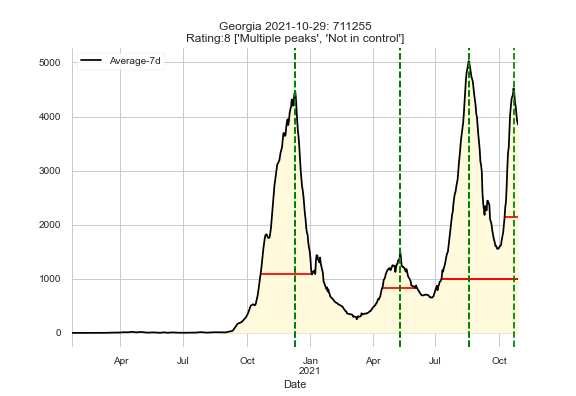 Georgia 2021-10-29: 711255
Rating:8 ['Multiple peaks', 'Not in control']
Average-7d
5000
4000
3000
2000
1000
0
Apr Jul Oct Jan Apr Jul Oct
2021
Date